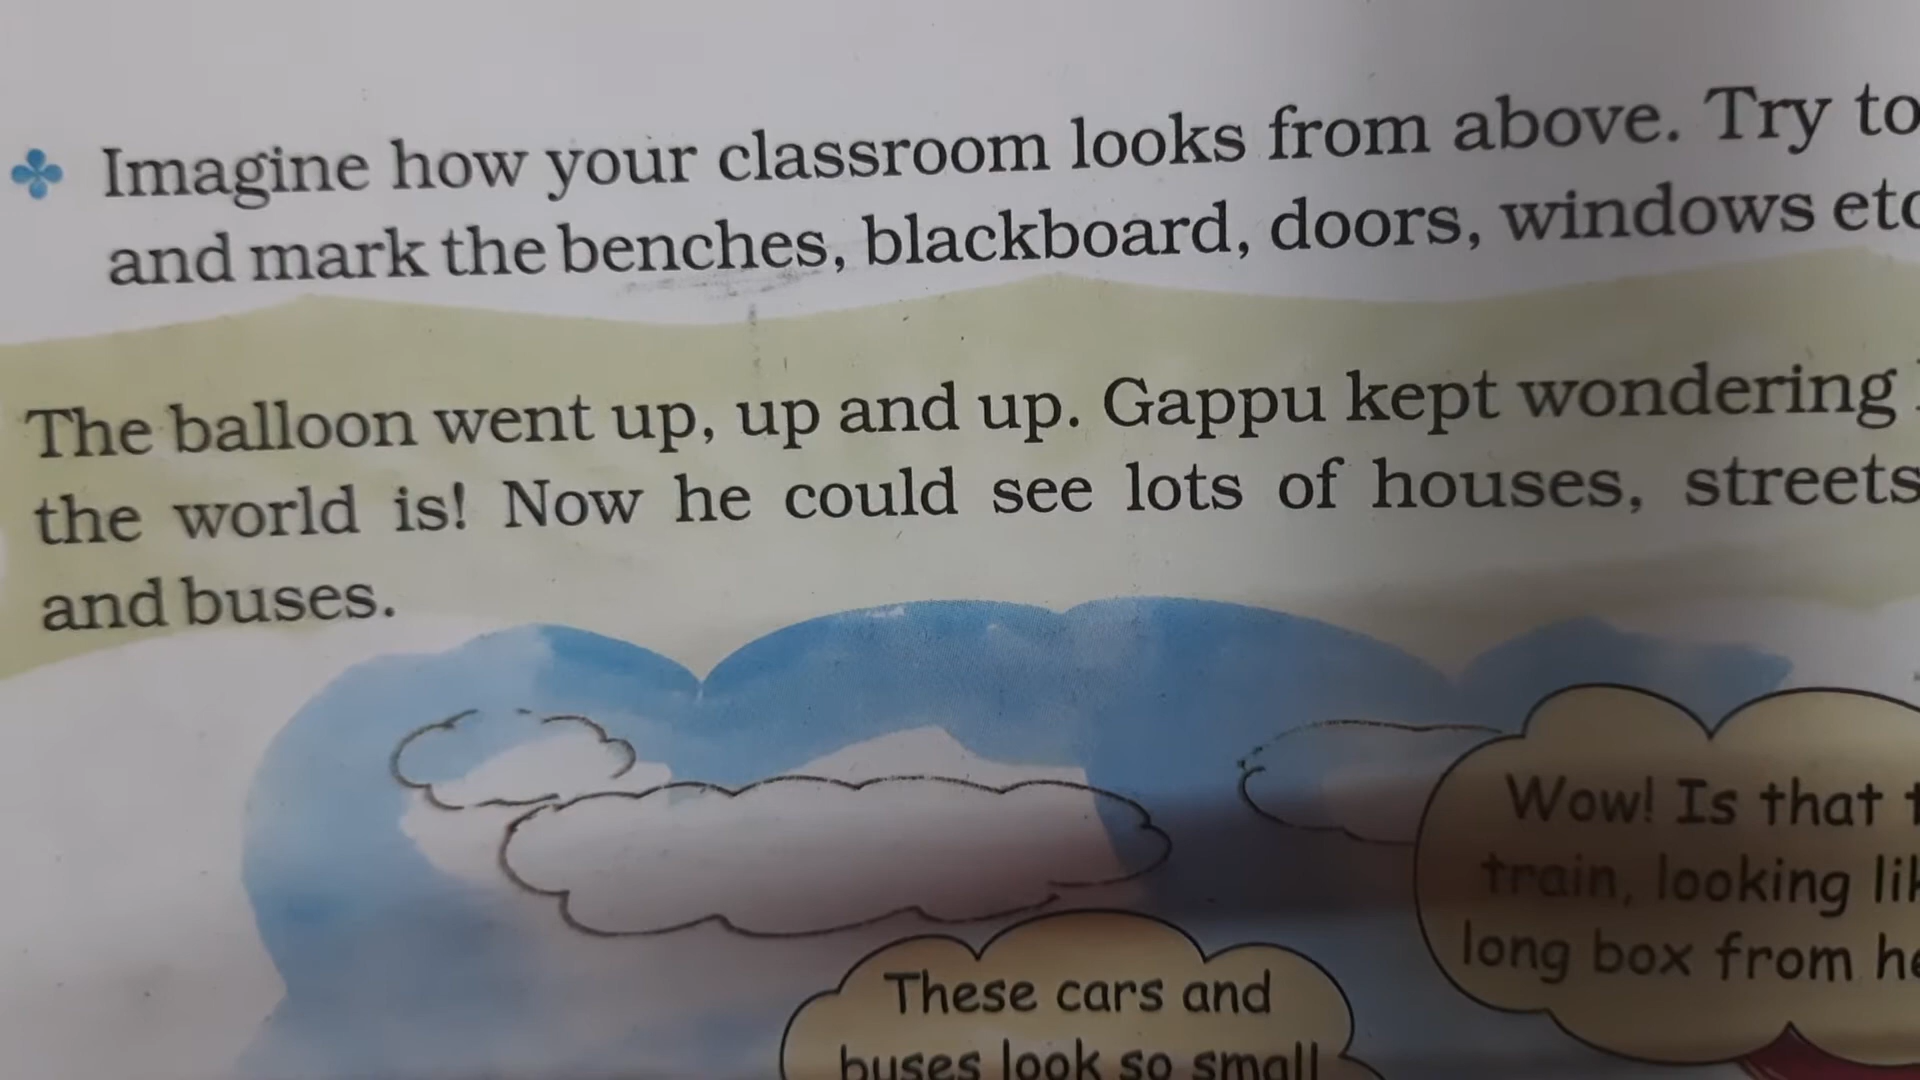 Imagine how your classroom looks from above. Try to
and mark the benches, blackboard, doors, windows etc
The balloon went up, up and up. Gappu kept wondering
the world is! Now he could see lots of houses, streets
and buses.
Wow! Is that
train, looking
long box from
These cars and
buses look so small